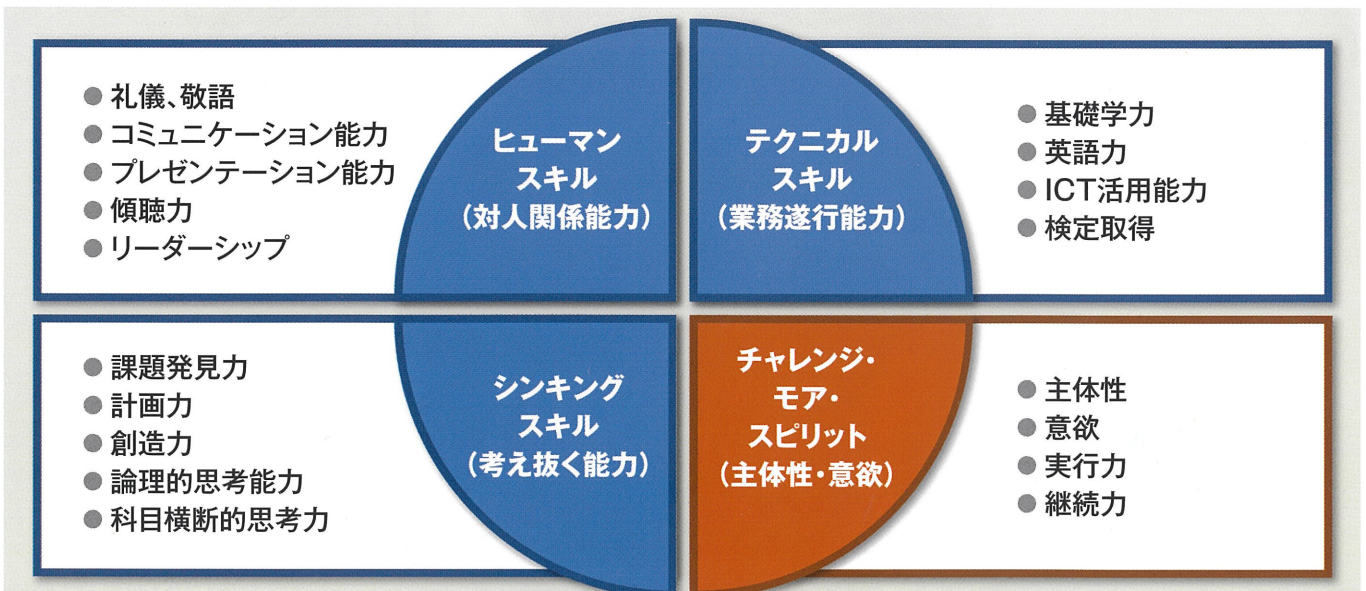 ● 礼儀、敬語
● コミュニケーション能力
● プレゼンテーション能力
● 傾聴力
● リーダーシップ
ヒューマン
スキル
(対人関係能力)
テクニカル
スキル
(業務遂行能力)
● 基礎学力
● 英語力
● ICT活用能力
● 検定取得
● 課題発見力
● 計画力
● 創造力
● 論理的思考能力
● 科目横断的思考力
シンキング
スキル
(考え抜く能力)
チャレンジ・
モア・
スピリット
(主体性・意欲)
● 主体性
● 意欲
● 実行力
● 継続力